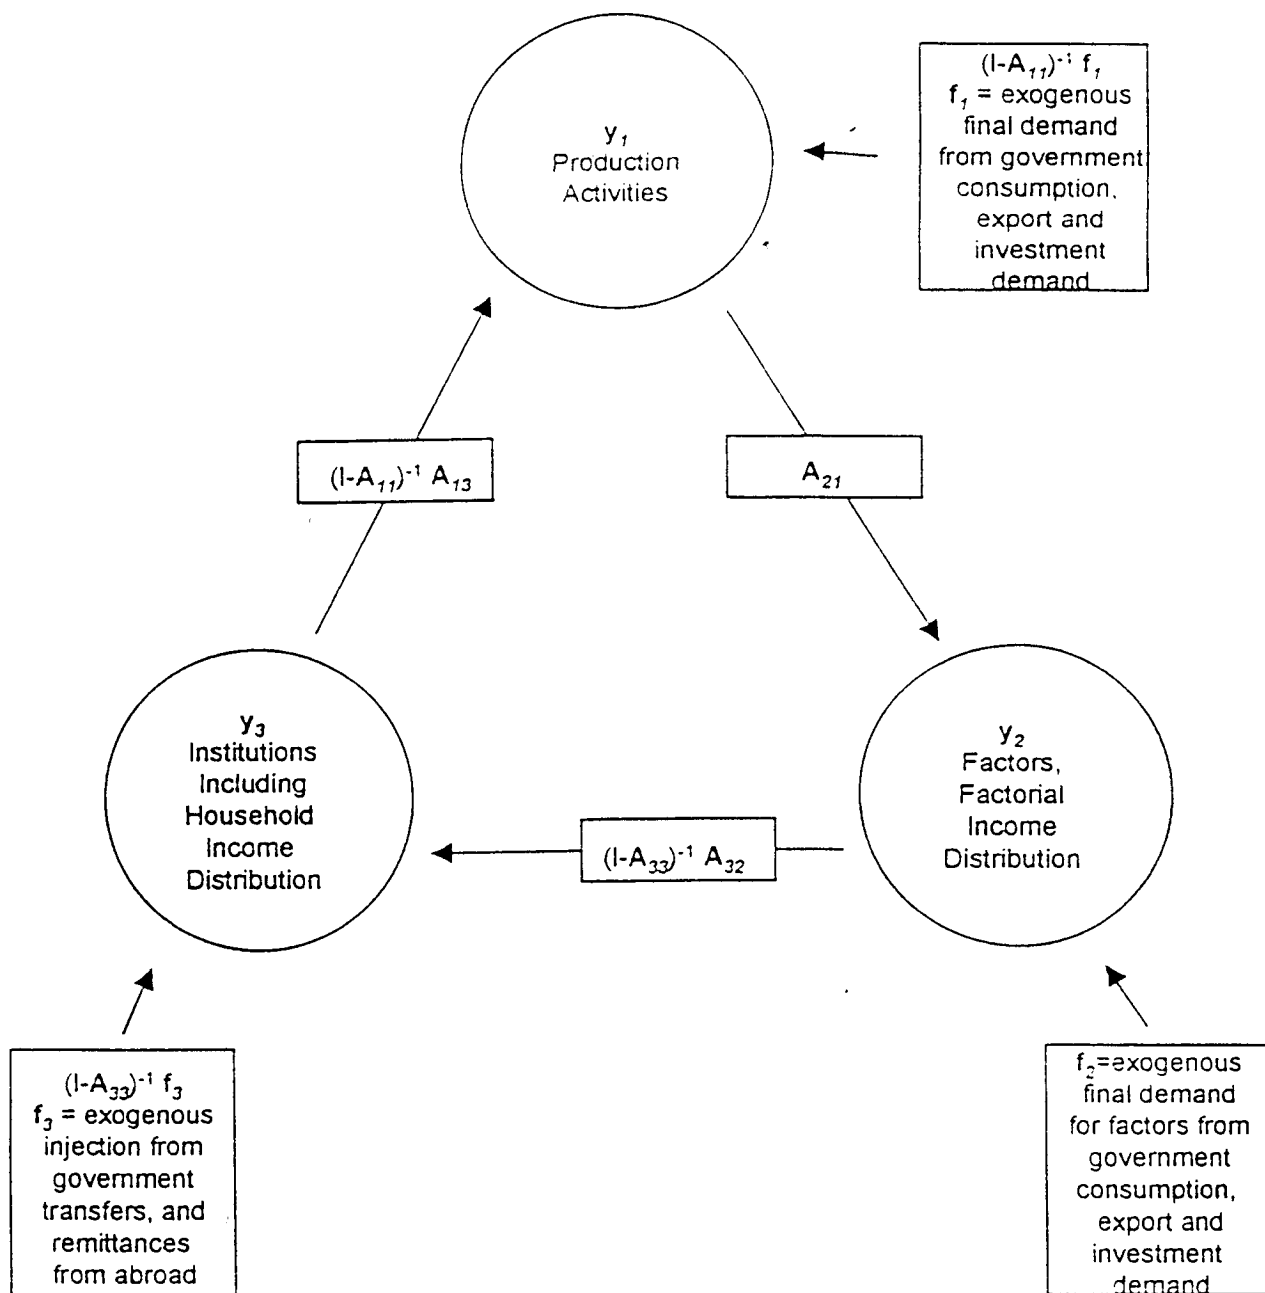 y₁
Production
Activities
(I-A₁₁)⁻¹ f₁
f₁ = exogenous
final demand
from government
consumption,
export and
investment
demand
(I-A₁₁)⁻¹ A₁₃
A₂₁
y₃
Institutions
Including
Household
Income
Distribution
y₂
Factors,
Factorial
Income
Distribution
(I-A₃₃)⁻¹ A₃₂
(I-A₃₃)⁻¹ f₃
f₃ = exogenous
injection from
government
transfers, and
remittances
from abroad
f₂=exogenous
final demand
for factors from
government
consumption,
export and
investment
demand